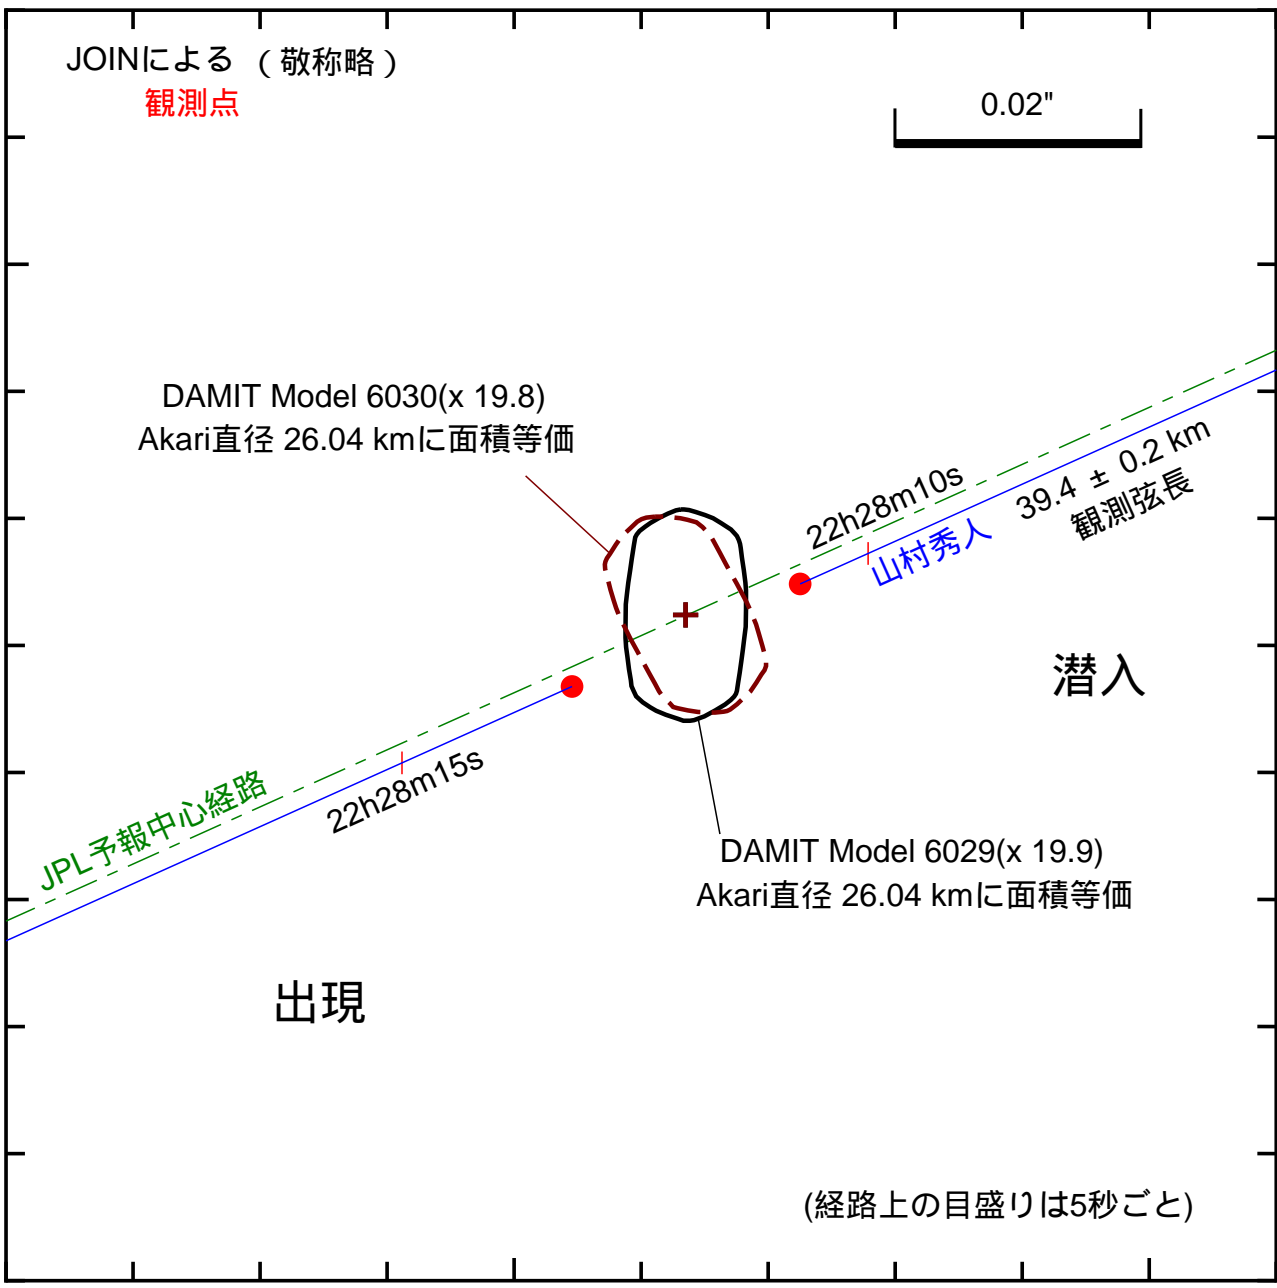 JOINによる （敬称略）
観測点
0.02"
DAMIT Model 6030(x 19.8)
Akari直径 26.04 kmに面積等価
22h28m10s
39.4 ± 0.2 km
観測弦長
山村秀人
潜入
JPL予報中心経路
22h28m15s
DAMIT Model 6029(x 19.9)
Akari直径 26.04 kmに面積等価
出現
(経路上の目盛りは5秒ごと)